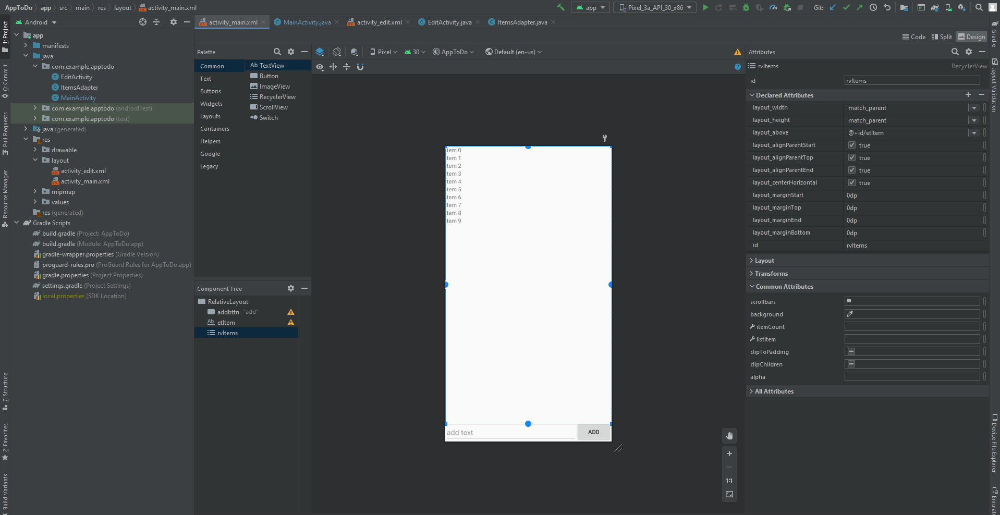 AppToDo 〉 app 〉 src 〉 main 〉 res 〉 layout 〉 activity_main.xml
app
Pixel_3a_API_30_x86
Git:
Android
activity_main.xml
MainActivity.java
activity_edit.xml
EditActivity.java
ItemsAdapter.java
Code
Split
Design
1: Project
0: Commit
Pull Requests
Resource Manager
7: Structure
2: Favorites
Build Variants
app
manifests
java
com.example.apptodo
EditActivity
ItemsAdapter
MainActivity
com.example.apptodo (androidTest)
com.example.apptodo (test)
java (generated)
res
drawable
layout
activity_edit.xml
activity_main.xml
mipmap
values
res (generated)
Gradle Scripts
build.gradle (Project: AppToDo)
build.gradle (Module: AppToDo.app)
gradle-wrapper.properties (Gradle Version)
proguard-rules.pro (ProGuard Rules for AppToDo.app)
gradle.properties (Project Properties)
settings.gradle (Project Settings)
local.properties (SDK Location)
Palette
Common
Text
Buttons
Widgets
Layouts
Containers
Helpers
Google
Legacy
Ab TextView
Button
ImageView
RecyclerView
ScrollView
Switch
Component Tree
RelativeLayout
addbttn "add"
Ab etItem
rvItems
Pixel
30
AppToDo
Default (en-us)
Item 0
Item 1
Item 2
Item 3
Item 4
Item 5
Item 6
Item 7
Item 8
Item 9
add text
ADD
1:1
Attributes
rvItems RecyclerView
id rvItems
Declared Attributes
layout_width match_parent
layout_height match_parent
layout_above @+id/etItem
layout_alignParentStart true
layout_alignParentTop true
layout_alignParentEnd true
layout_centerHorizontal true
layout_marginStart 0dp
layout_marginTop 0dp
layout_marginEnd 0dp
layout_marginBottom 0dp
id rvItems
Layout
Transforms
Common Attributes
scrollbars
background
itemCount
listitem
clipToPadding
clipChildren
alpha
All Attributes
Gradle
Layout Validation
Device File Explorer